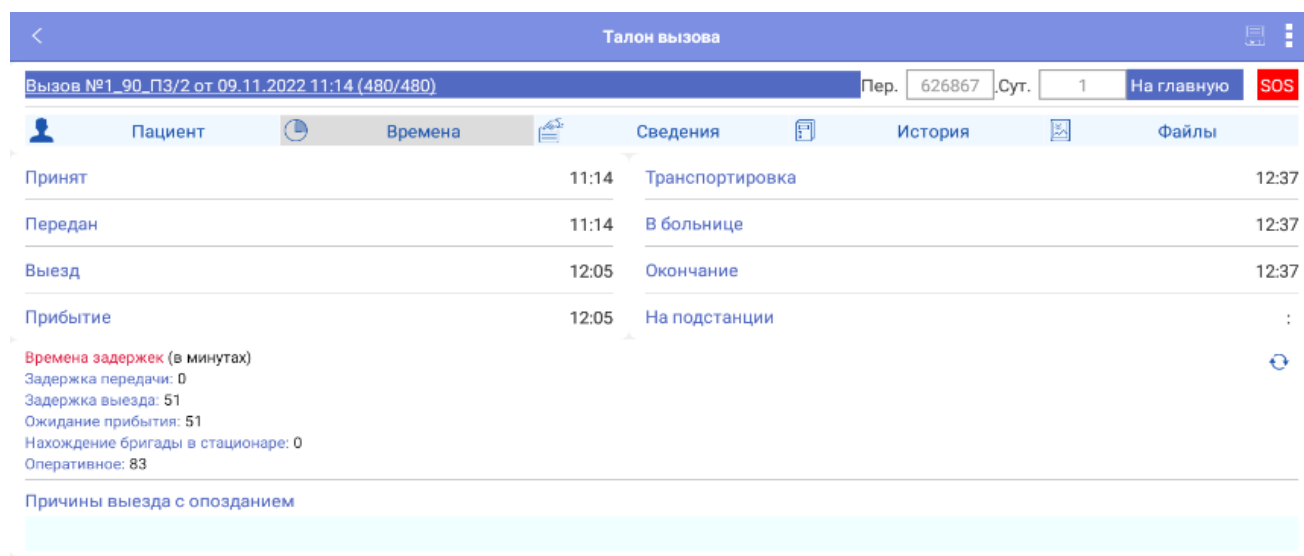 Талон вызова
Вызов №1_90_ПЗ/2 от 09.11.2022 11:14 (480/480) Пер. 626867 .Сут. 1 На главную SOS
Пациент Времена Сведения История Файлы
Принят 11:14 Транспортировка 12:37
Передан 11:14 В больнице 12:37
Выезд 12:05 Окончание 12:37
Прибытие 12:05 На подстанции :
Времена задержек (в минутах)
Задержка передачи: 0
Задержка выезда: 51
Ожидание прибытия: 51
Нахождение бригады в стационаре: 0
Оперативное: 83
Причины выезда с опозданием